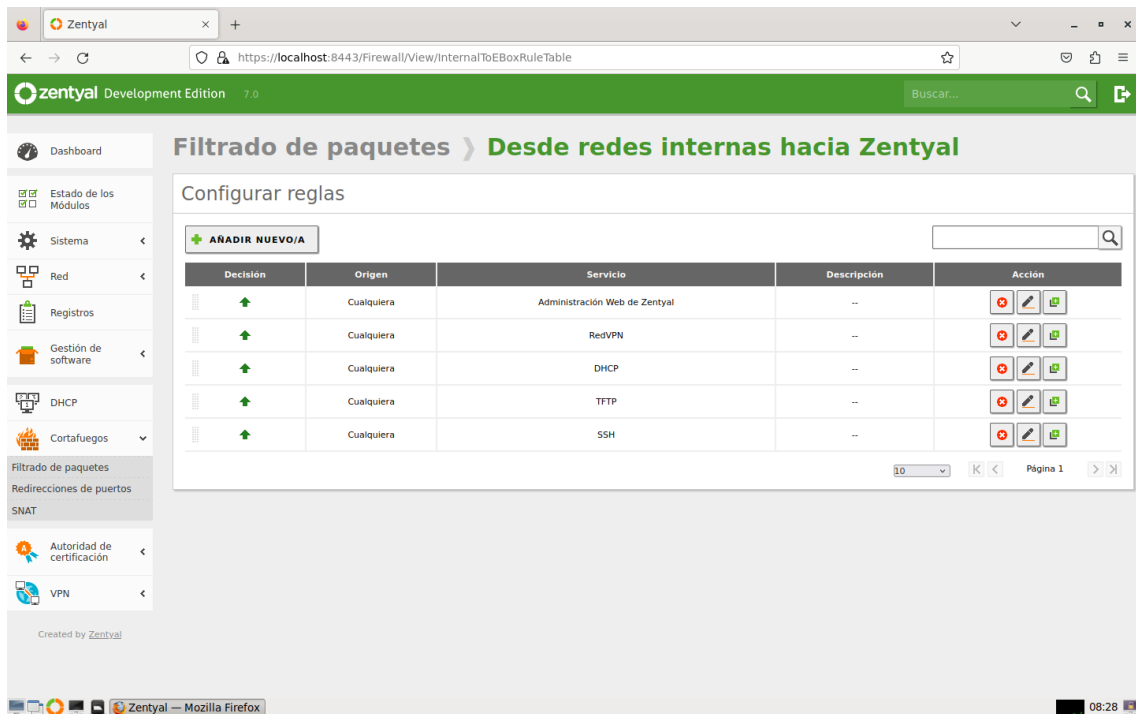 Zentyal
https://localhost:8443/Firewall/View/InternalToEBoxRuleTable
zentyal Development Edition 7.0
Buscar...
Dashboard
Estado de los
Módulos
Sistema
Red
Registros
Gestión de
software
DHCP
Cortafuegos
Filtrado de paquetes
Redirecciones de puertos
SNAT
Autoridad de
certificación
VPN
Created by Zentyal
Filtrado de paquetes ❭ Desde redes internas hacia Zentyal
Configurar reglas
AÑADIR NUEVO/A
Decisión Origen Servicio Descripción Acción
Cualquiera Administración Web de Zentyal --
Cualquiera RedVPN --
Cualquiera DHCP --
Cualquiera TFTP --
Cualquiera SSH --
10 Página 1
Zentyal — Mozilla Firefox
08:28